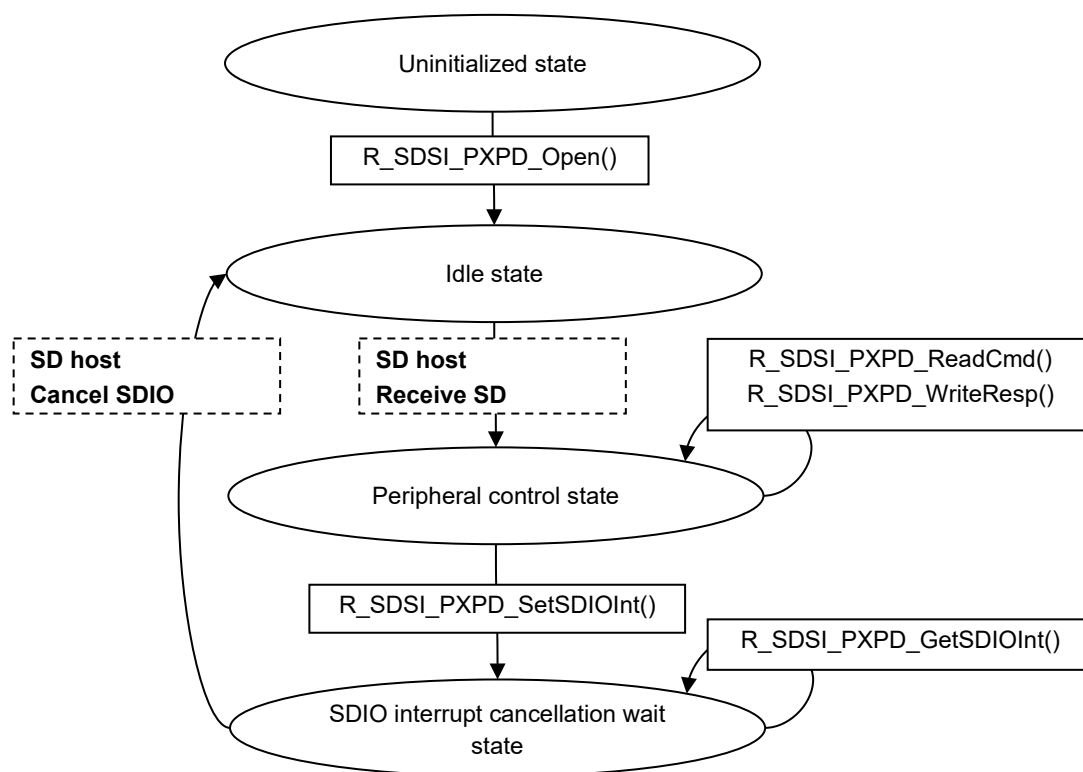 Uninitialized state
R_SDSI_PXPD_Open()
Idle state
SD host
Cancel SDIO
SD host
Receive SD
R_SDSI_PXPD_ReadCmd()
R_SDSI_PXPD_WriteResp()
Peripheral control state
R_SDSI_PXPD_SetSDIOInt()
R_SDSI_PXPD_GetSDIOInt()
SDIO interrupt cancellation wait
state